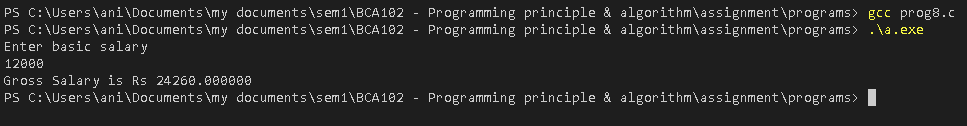 PS C:\Users\ani\Documents\my documents\sem1\BCA102 - Programming principle & algorithm\assignment\programs> gcc prog8.c
PS C:\Users\ani\Documents\my documents\sem1\BCA102 - Programming principle & algorithm\assignment\programs> .\a.exe
Enter basic salary
12000
Gross Salary is Rs 24260.000000
PS C:\Users\ani\Documents\my documents\sem1\BCA102 - Programming principle & algorithm\assignment\programs>